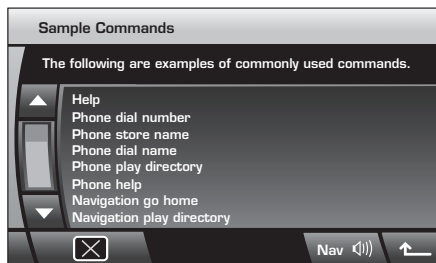 Sample Commands
The following are examples of commonly used commands.
Help
Phone dial number
Phone store name
Phone dial name
Phone play directory
Phone help
Navigation go home
Navigation play directory
Nav